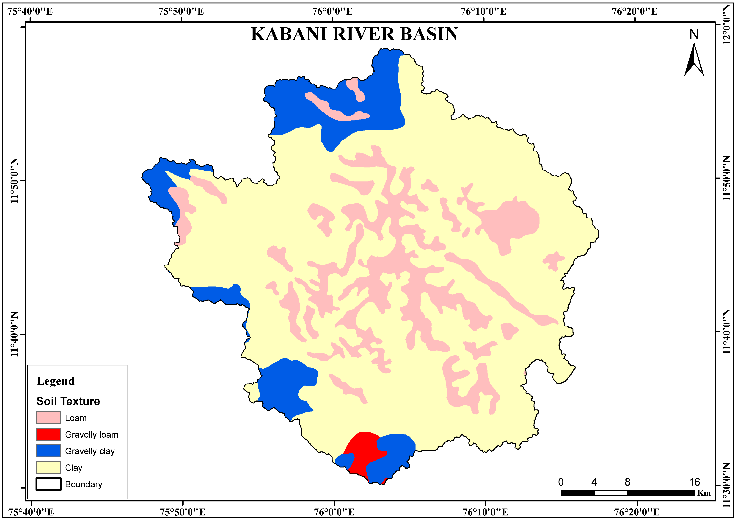 75°40'0"E 75°50'0"E 76°0'0"E 76°10'0"E 76°20'0"E
KABANI RIVER BASIN
N
12°0'0"N
11°50'0"N 11°50'0"N
11°40'0"N 11°40'0"N
Legend
Soil Texture
Loam
Gravelly loam
Gravelly clay
Clay
Boundary
0 4 8 16
Km
11°30'0"N
75°40'0"E 75°50'0"E 76°0'0"E 76°10'0"E 76°20'0"E